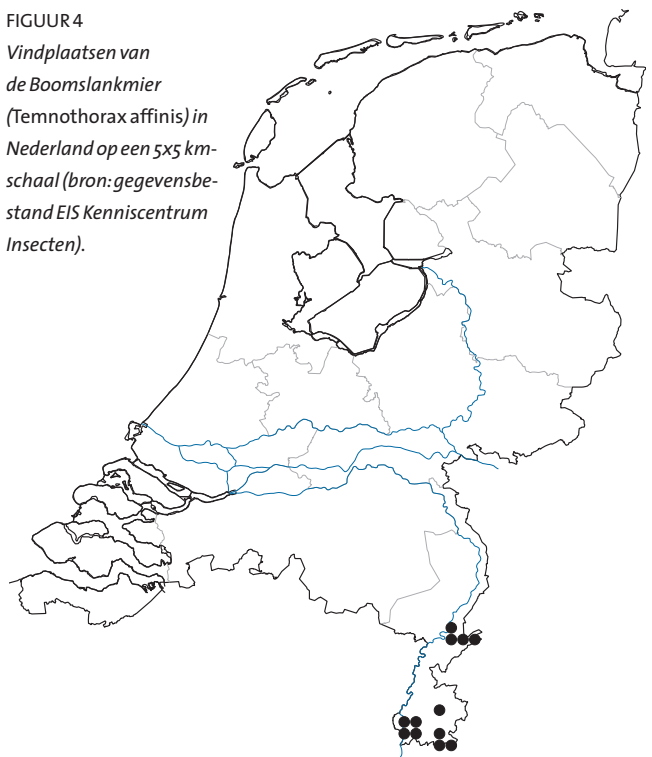 FIGUUR 4
Vindplaatsen van
de Boomslankmier
(Temnothorax affinis) in
Nederland op een 5x5 km-
schaal (bron: gegevensbe-
stand EIS Kenniscentrum
Insecten).